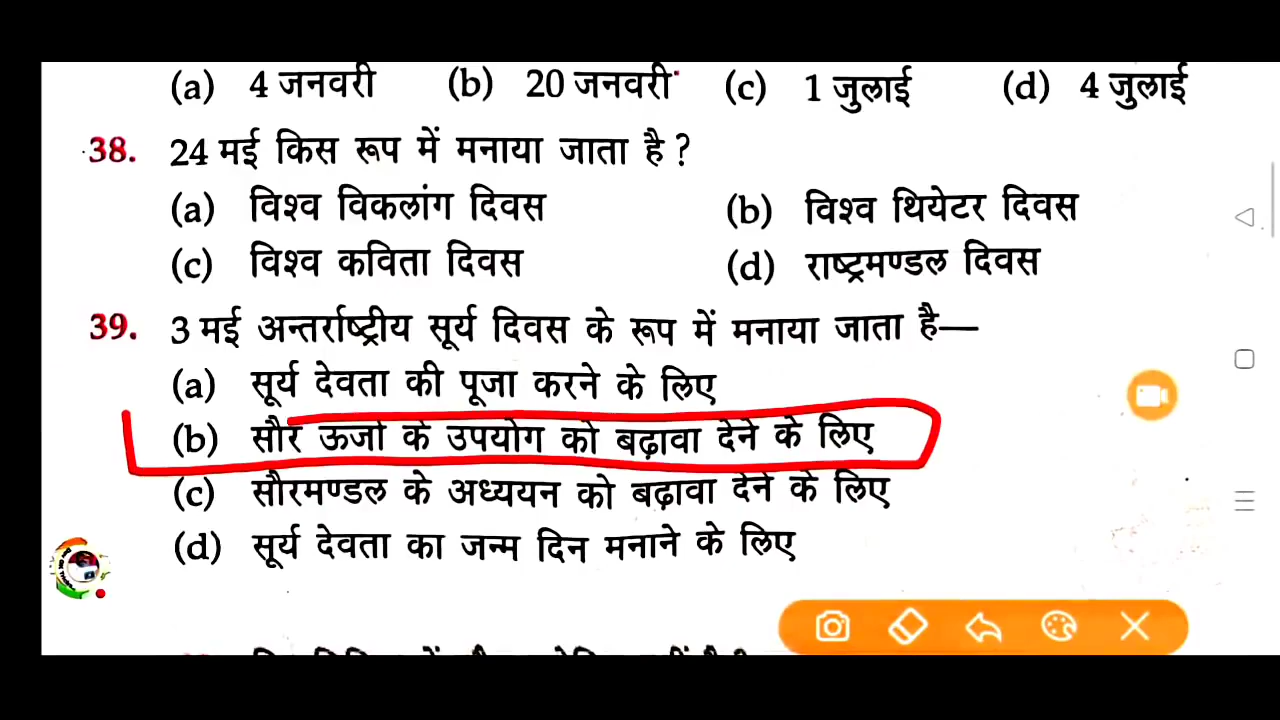 (a) 4 जनवरी (b) 20 जनवरी (c) 1 जुलाई (d) 4 जुलाई
38. 24 मई किस रूप में मनाया जाता है ?
(a) विश्व विकलांग दिवस (b) विश्व थियेटर दिवस
(c) विश्व कविता दिवस (d) राष्ट्रमण्डल दिवस
39. 3 मई अन्तर्राष्ट्रीय सूर्य दिवस के रूप में मनाया जाता है—
(a) सूर्य देवता की पूजा करने के लिए
(b) सौर ऊर्जा के उपयोग को बढ़ावा देने के लिए
(c) सौरमण्डल के अध्ययन को बढ़ावा देने के लिए
(d) सूर्य देवता का जन्म दिन मनाने के लिए